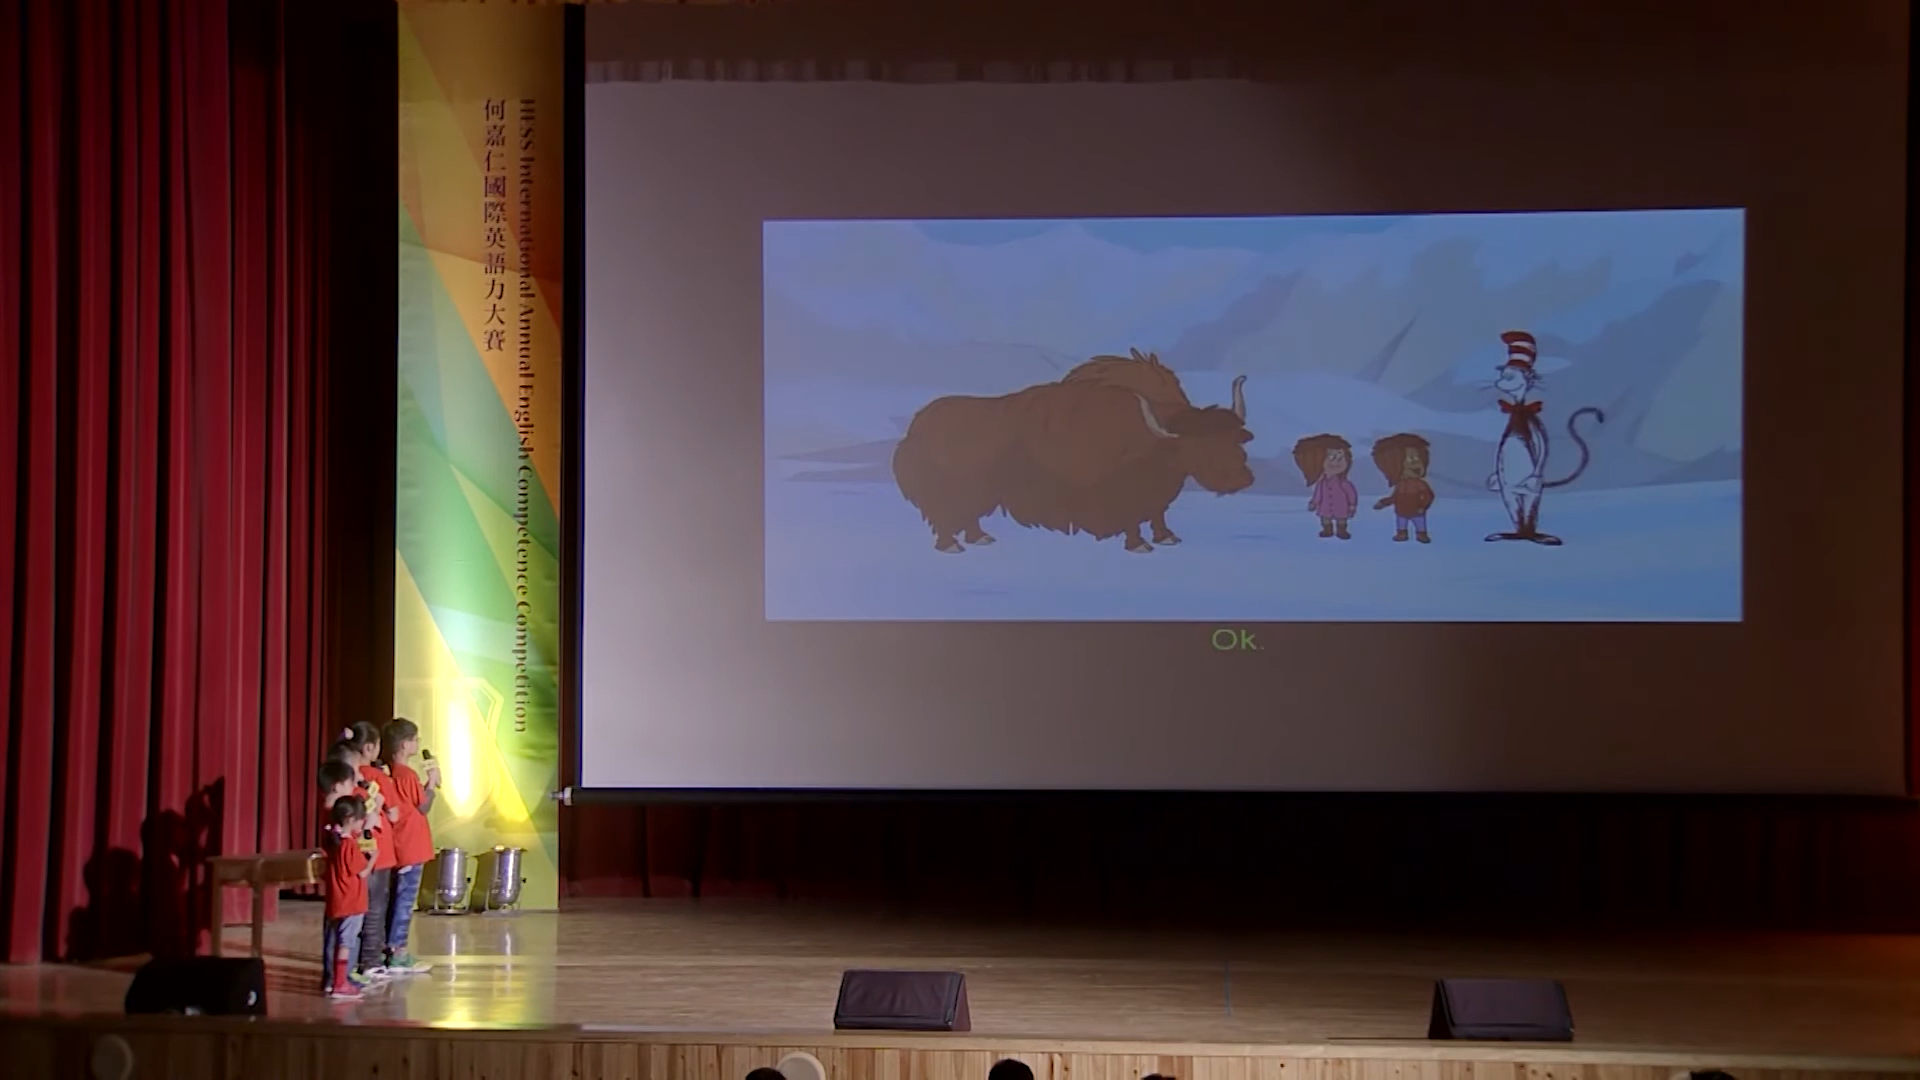 何嘉仁國際英語力大賽
HESS International Annual English Competence Competition
Ok.